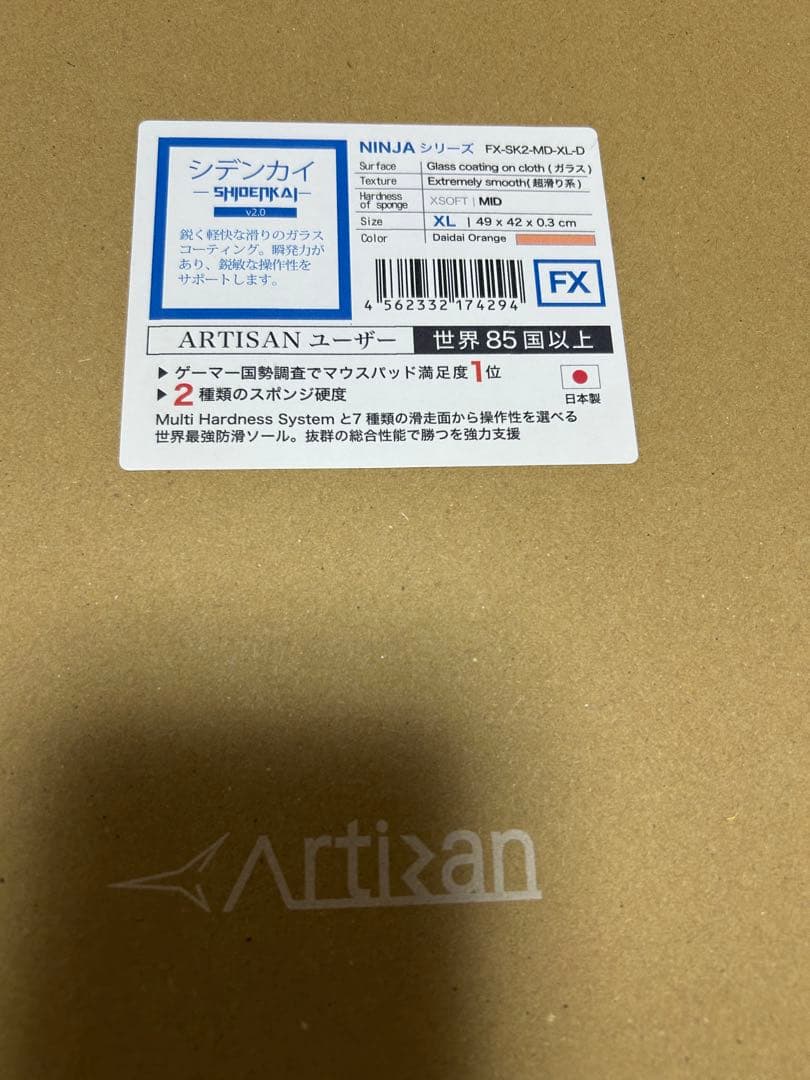 シデンカイ
SHIDENKAI
v2.0
鋭く軽快な滑りのガラス
コーティング。瞬発力が
あり、鋭敏な操作性を
サポートします。
NINJA シリーズ FX-SK2-MD-XL-D
Surface Glass coating on cloth (ガラス)
Texture Extremely smooth(超滑り系)
Hardness of sponge XSOFT | MID
Size XL | 49 x 42 x 0.3 cm
Color Daidai Orange
4 562332 174294
FX
ARTISAN ユーザー 世界 85 国以上
▶ ゲーマー国勢調査でマウスパッド満足度1位
▶ 2 種類のスポンジ硬度
日本製
Multi Hardness System と7 種類の滑走面から操作性を選べる
世界最強防滑ソール。抜群の総合性能で勝つを強力支援
Artisan